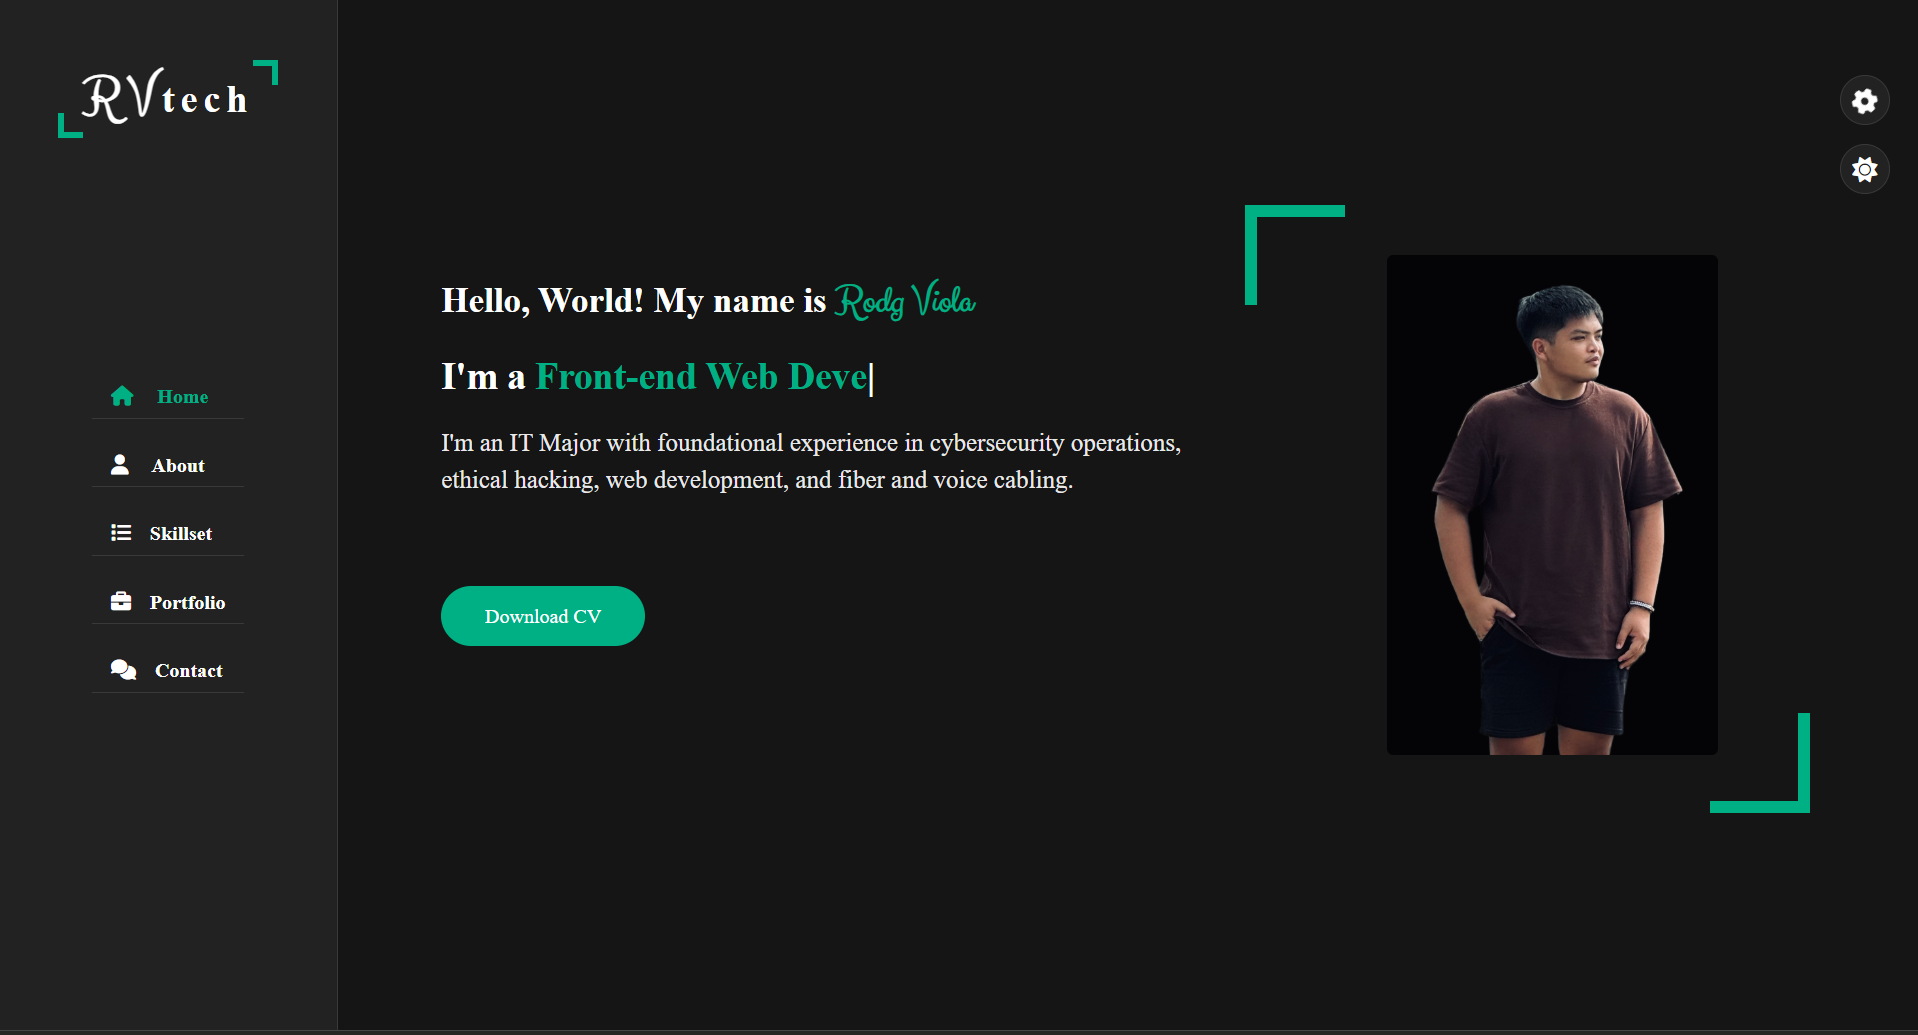 RVtech
Home
About
Skillset
Portfolio
Contact
Hello, World! My name is Rodg Viola
I'm a Front-end Web Deve|
I'm an IT Major with foundational experience in cybersecurity operations,
ethical hacking, web development, and fiber and voice cabling.
Download CV